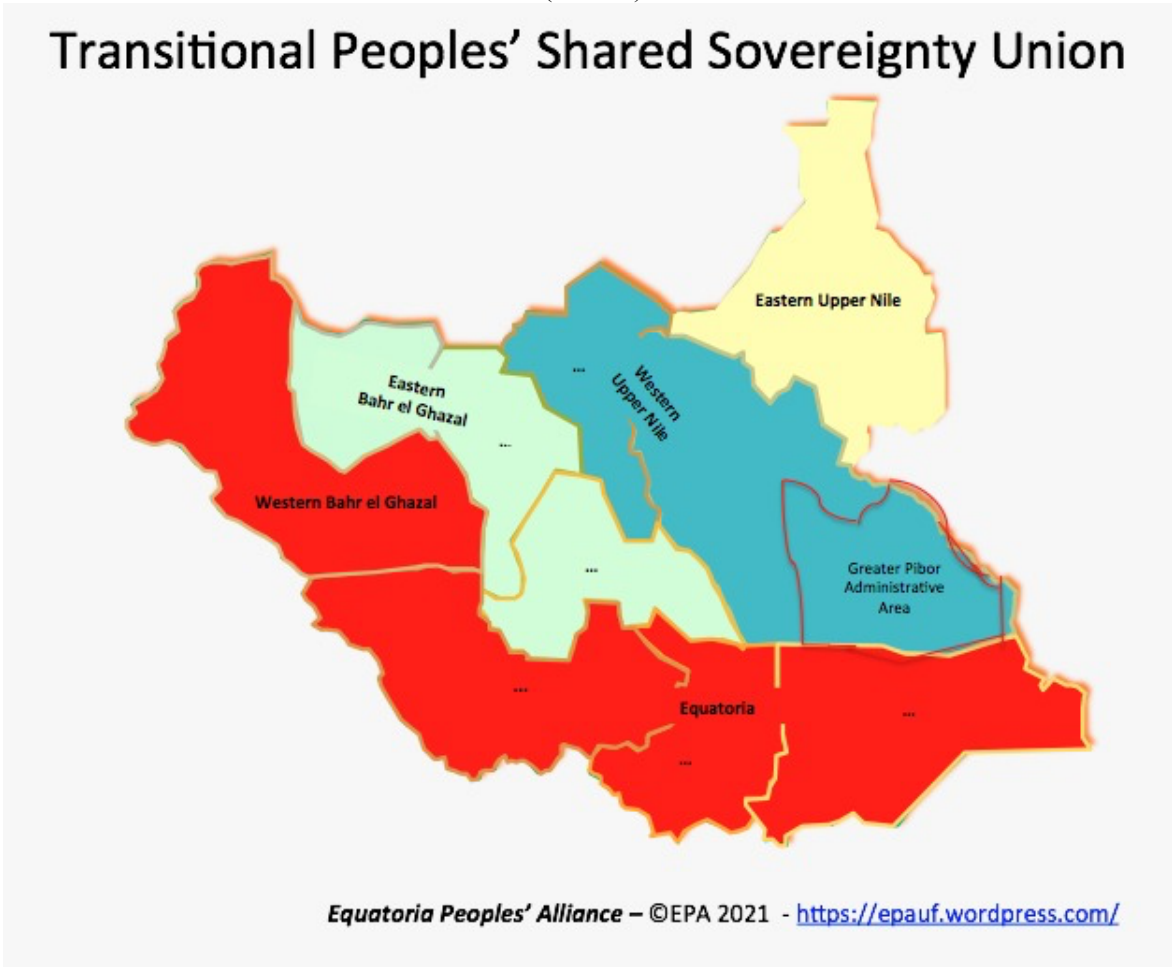 Transitional Peoples' Shared Sovereignty Union
Eastern Upper Nile
...
Western
Upper Nile
Eastern
Bahr el Ghazal
...
Western Bahr el Ghazal
...
Greater Pibor
Administrative
Area
...
Equatoria
...
...
Equatoria Peoples' Alliance – ©EPA 2021 - https://epauf.wordpress.com/